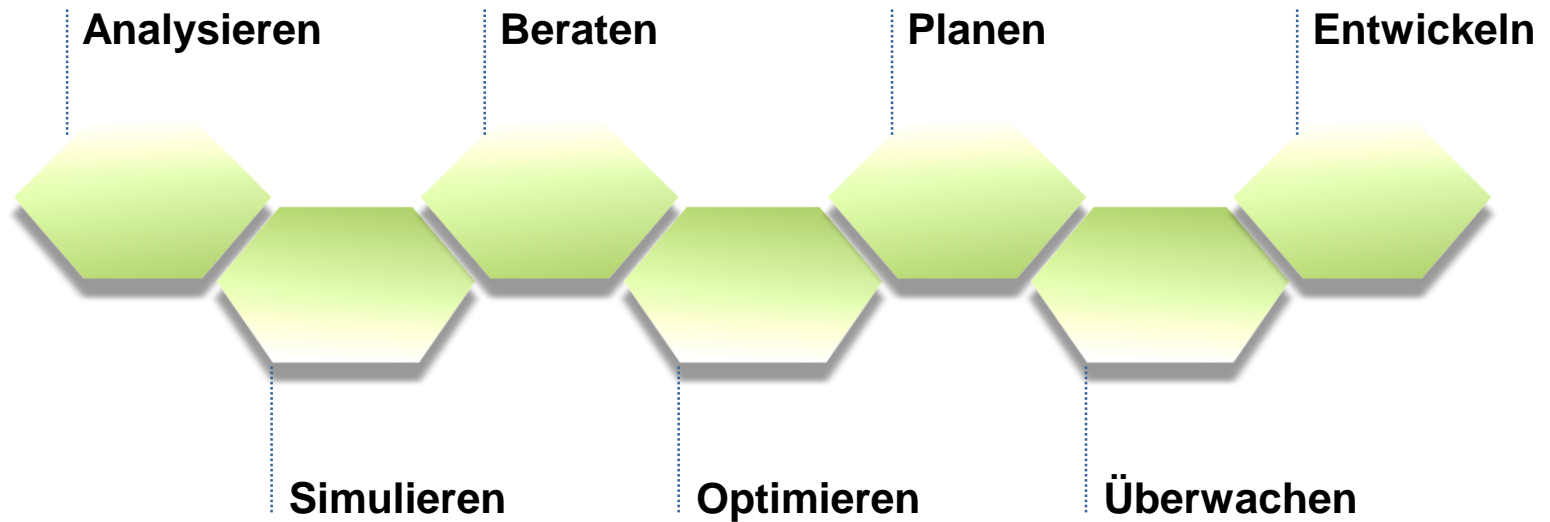 Analysieren
Beraten
Planen
Entwickeln
Simulieren
Optimieren
Überwachen